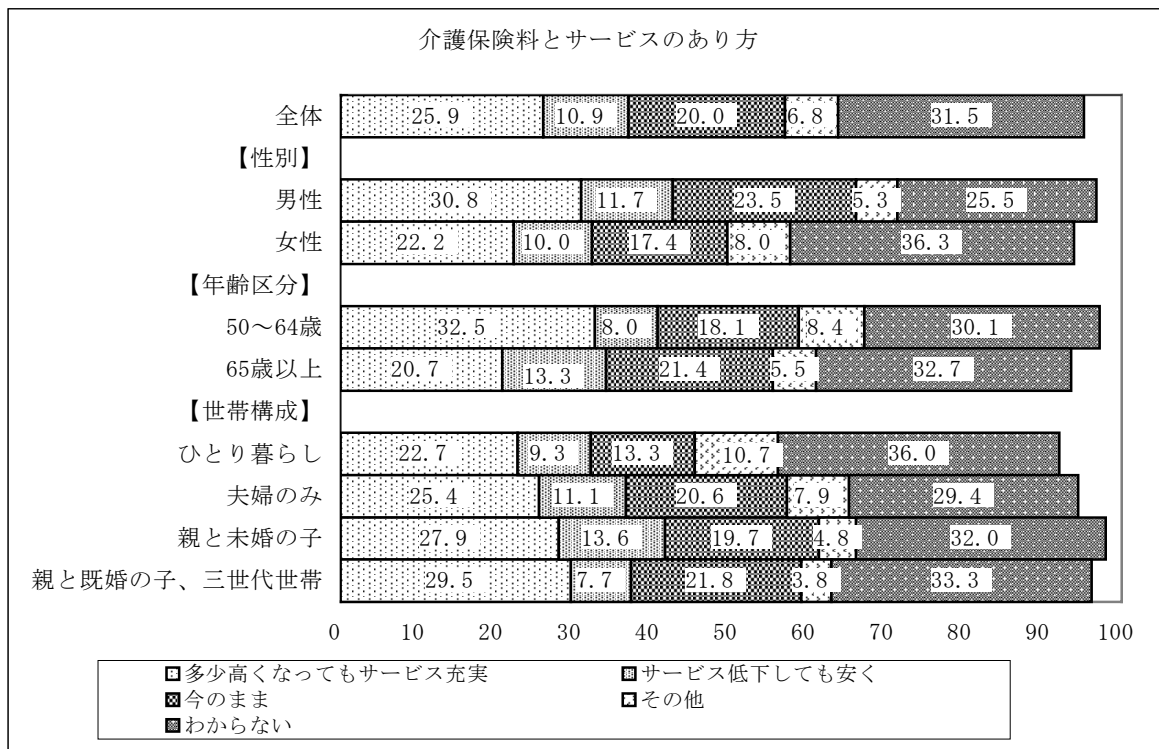 介護保険料とサービスのあり方
全体 25.9 10.9 20.0 6.8 31.5
【性別】
男性 30.8 11.7 23.5 5.3 25.5
女性 22.2 10.0 17.4 8.0 36.3
【年齢区分】
50～64歳 32.5 8.0 18.1 8.4 30.1
65歳以上 20.7 13.3 21.4 5.5 32.7
【世帯構成】
ひとり暮らし 22.7 9.3 13.3 10.7 36.0
夫婦のみ 25.4 11.1 20.6 7.9 29.4
親と未婚の子 27.9 13.6 19.7 4.8 32.0
親と既婚の子、三世代世帯 29.5 7.7 21.8 3.8 33.3
0 10 20 30 40 50 60 70 80 90 100
多少高くなってもサービス充実 サービス低下しても安く
今のまま その他
わからない